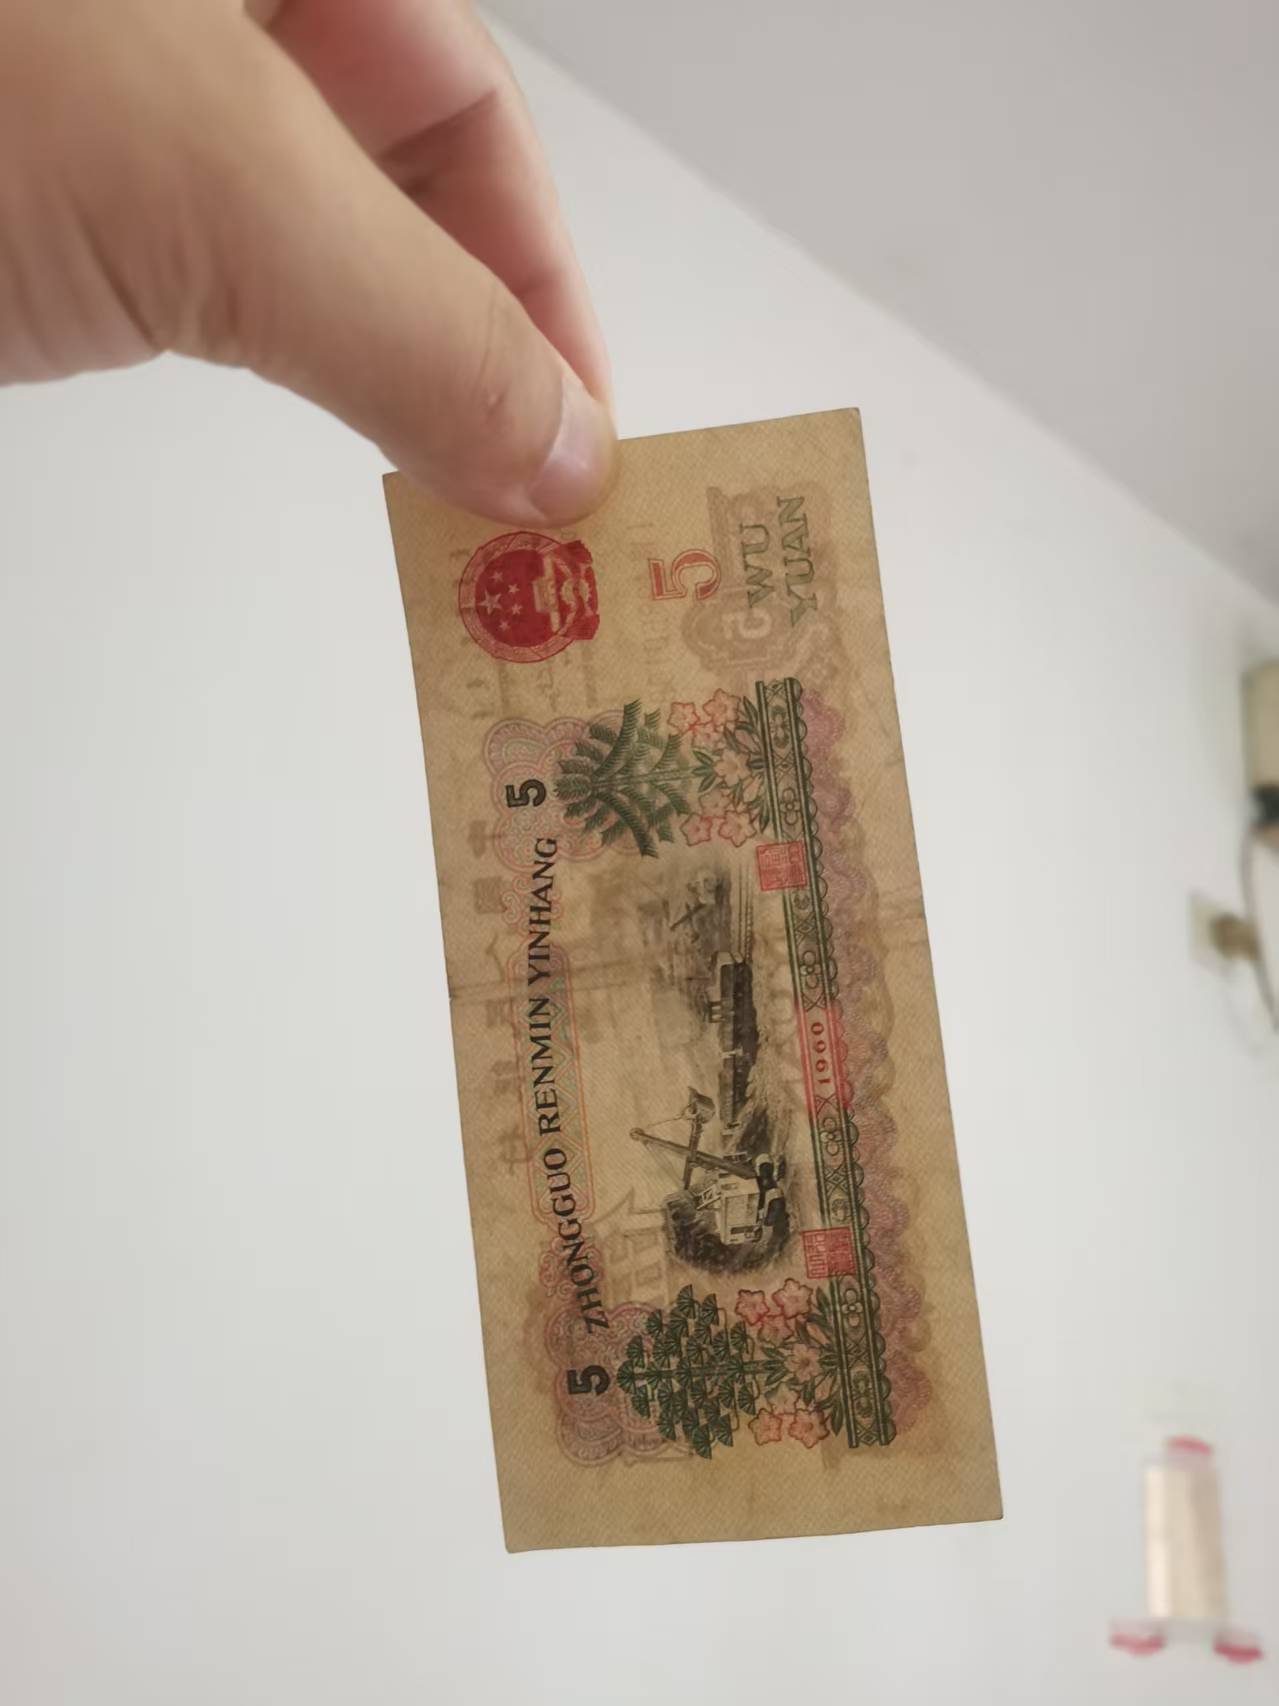 5 ZHONGGUO RENMIN YINHANG 5
5
WU
YUAN
1960